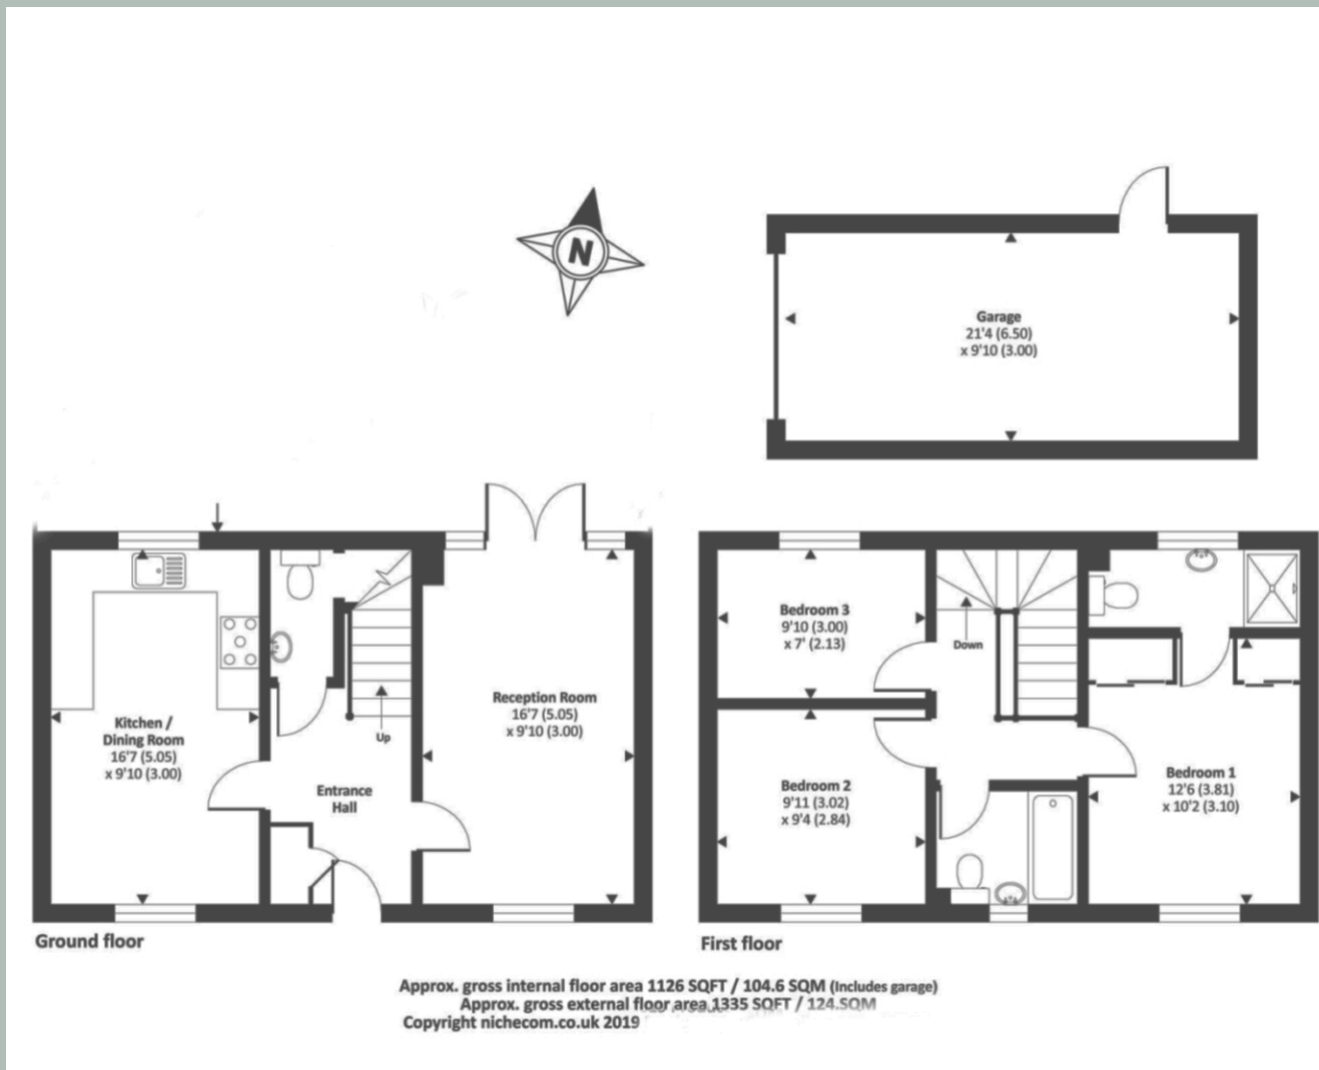 N
Garage
21'4 (6.50)
x 9'10 (3.00)
Kitchen /
Dining Room
16'7 (5.05)
x 9'10 (3.00)
Up
Entrance
Hall
Reception Room
16'7 (5.05)
x 9'10 (3.00)
Bedroom 3
9'10 (3.00)
x 7' (2.13)
Down
Bedroom 2
9'11 (3.02)
x 9'4 (2.84)
Bedroom 1
12'6 (3.81)
x 10'2 (3.10)
Ground floor
First floor
Approx. gross internal floor area 1126 SQFT / 104.6 SQM (Includes garage)
Approx. gross external floor area 1335 SQFT / 124.SQM
Copyright nichecom.co.uk 2019